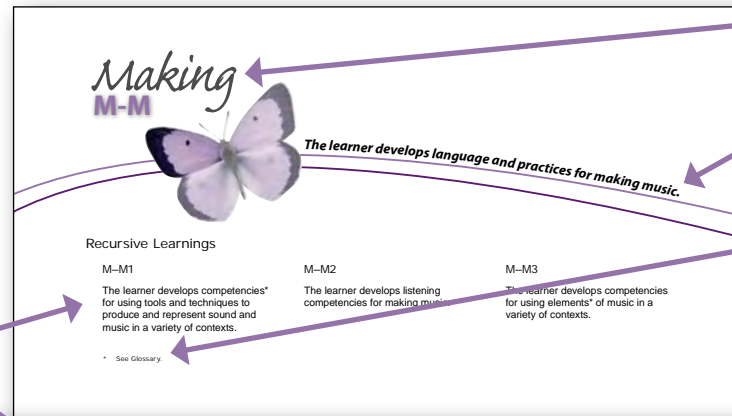 Making
M-M
The learner develops language and practices for making music.
Recursive Learnings
M–M1
The learner develops competencies*
for using tools and techniques to
produce and represent sound and
music in a variety of contexts.
M–M2
The learner develops listening
competencies for making music.
M–M3
The learner develops competencies
for using elements* of music in a
variety of contexts.
* See Glossary.